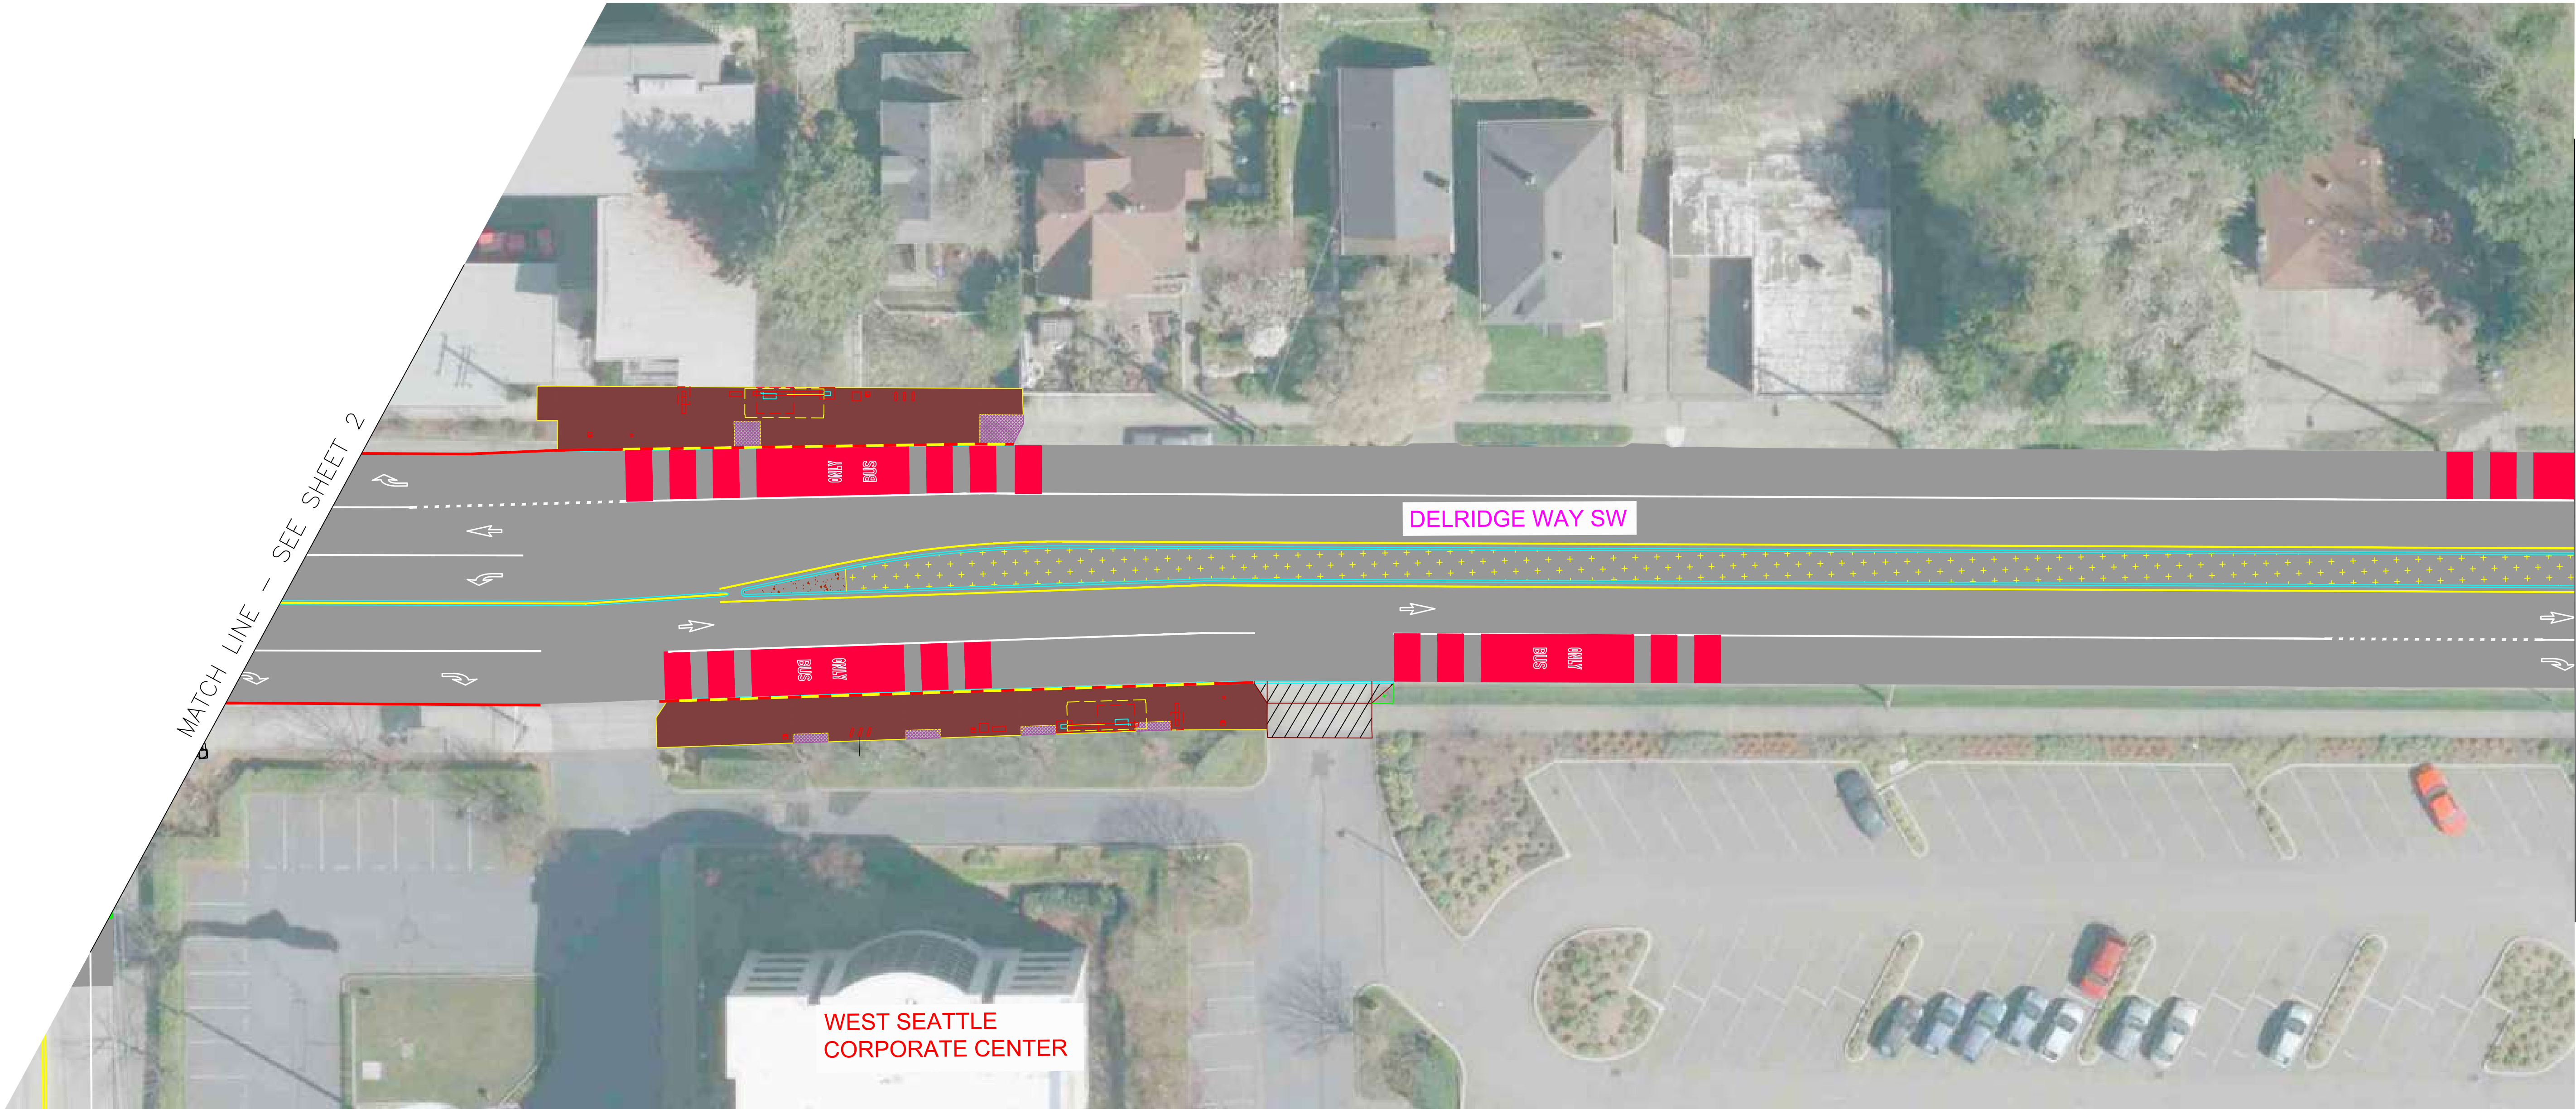 MATCH LINE - SEE SHEET 2
ONLY
BUS
DELRIDGE WAY SW
BUS
ONLY
BUS
ONLY
WEST SEATTLE
CORPORATE CENTER